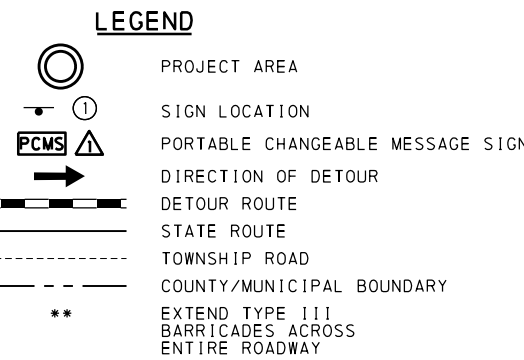 LEGEND
PROJECT AREA
1 SIGN LOCATION
PCMS 1 PORTABLE CHANGEABLE MESSAGE SIGN
DIRECTION OF DETOUR
DETOUR ROUTE
STATE ROUTE
TOWNSHIP ROAD
COUNTY/MUNICIPAL BOUNDARY
** EXTEND TYPE III
BARRICADES ACROSS
ENTIRE ROADWAY